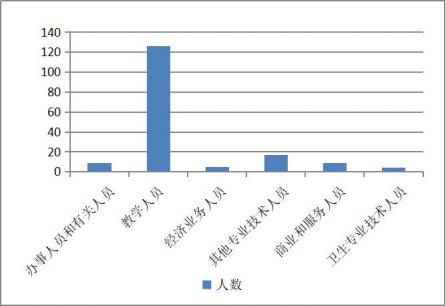 140
120
100
80
60
40
20
0
办事人员和有关人员
教学人员
经济业务人员
其他专业技术人员
商业和服务人员
卫生专业技术人员
人数